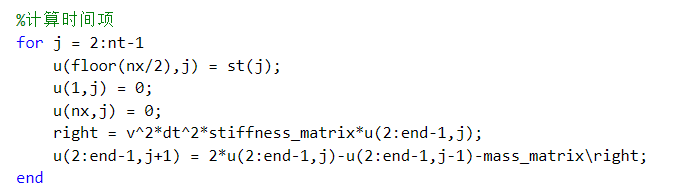 %计算时间项
for j = 2:nt-1
    u(floor(nx/2),j) = st(j);
    u(1,j) = 0;
    u(nx,j) = 0;
    right = v^2*dt^2*stiffness_matrix*u(2:end-1,j);
    u(2:end-1,j+1) = 2*u(2:end-1,j)-u(2:end-1,j-1)-mass_matrix\right;
end